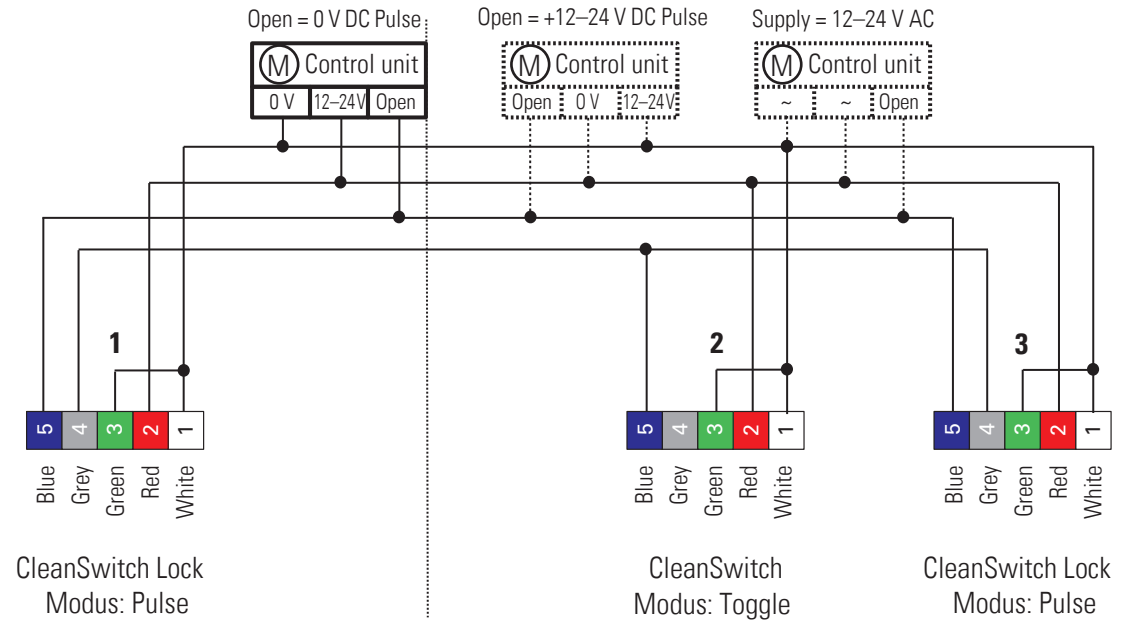 Open = 0 V DC Pulse
Open = +12–24 V DC Pulse
Supply = 12–24 V AC
M Control unit
M Control unit
M Control unit
0 V 12–24V Open
Open 0 V 12–24V
~ ~ Open
1
2
3
5 4 3 2 1
5 4 3 2 1
5 4 3 2 1
Blue Grey Green Red White
Blue Grey Green Red White
Blue Grey Green Red White
CleanSwitch Lock
Modus: Pulse
CleanSwitch
Modus: Toggle
CleanSwitch Lock
Modus: Pulse